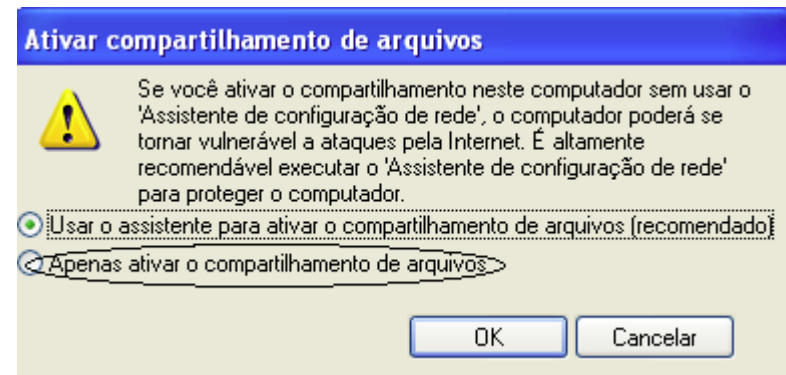 Ativar compartilhamento de arquivos
Se você ativar o compartilhamento neste computador sem usar o
'Assistente de configuração de rede', o computador poderá se
tornar vulnerável a ataques pela Internet. É altamente
recomendável executar o 'Assistente de configuração de rede'
para proteger o computador.
Usar o assistente para ativar o compartilhamento de arquivos (recomendado)
Apenas ativar o compartilhamento de arquivos
OK
Cancelar